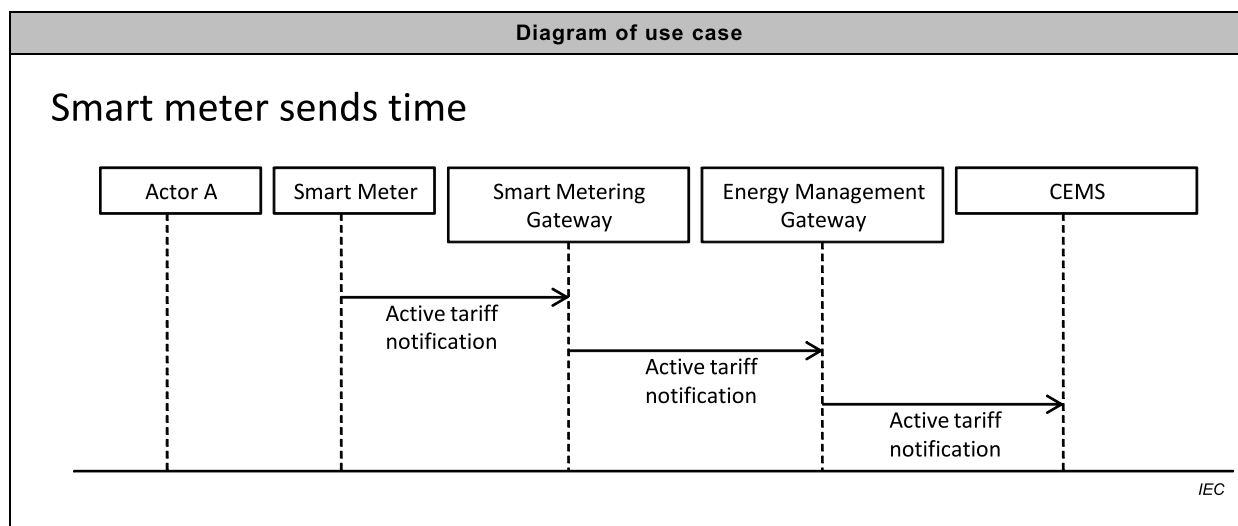 Diagram of use case
Smart meter sends time
Actor A
Smart Meter
Smart Metering
Gateway
Energy Management
Gateway
CEMS
Active tariff
notification
Active tariff
notification
Active tariff
notification
IEC